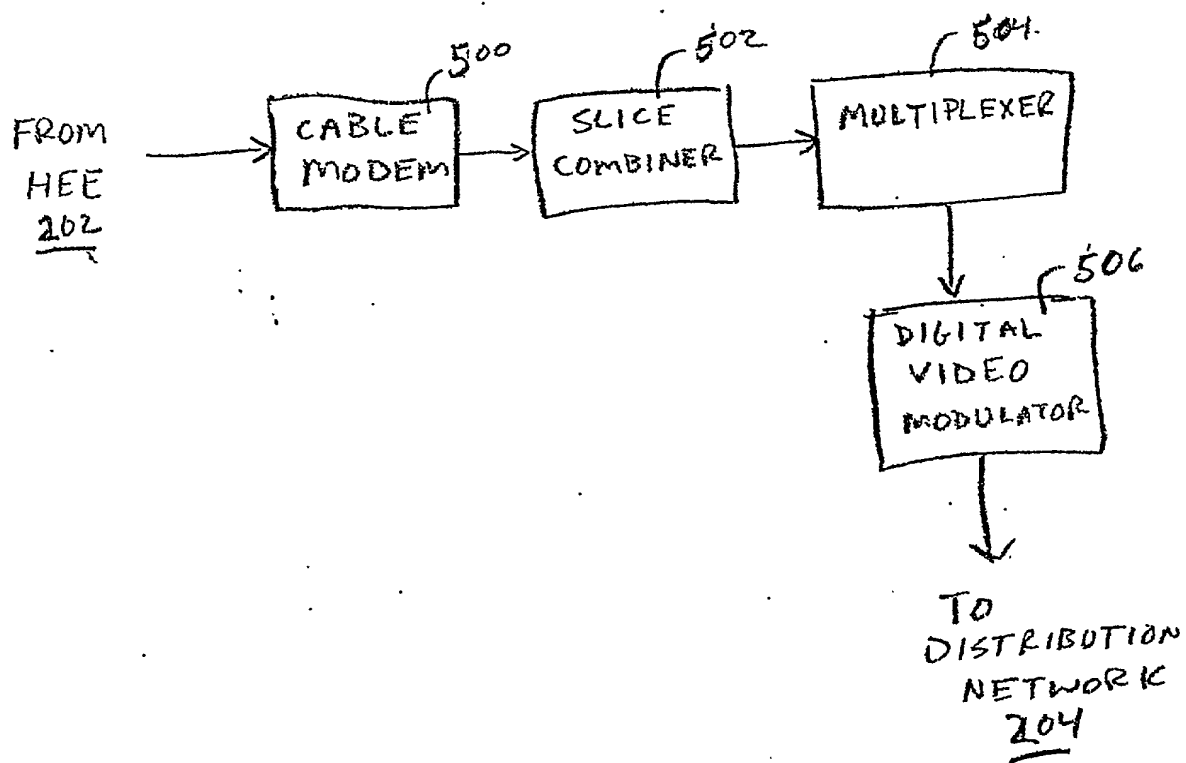 500
502
504.
FROM
HEE
202
CABLE
MODEM
SLICE
COMBINER
MULTIPLEXER
506
DIGITAL
VIDEO
MODULATOR
TO
DISTRIBUTION
NETWORK
204